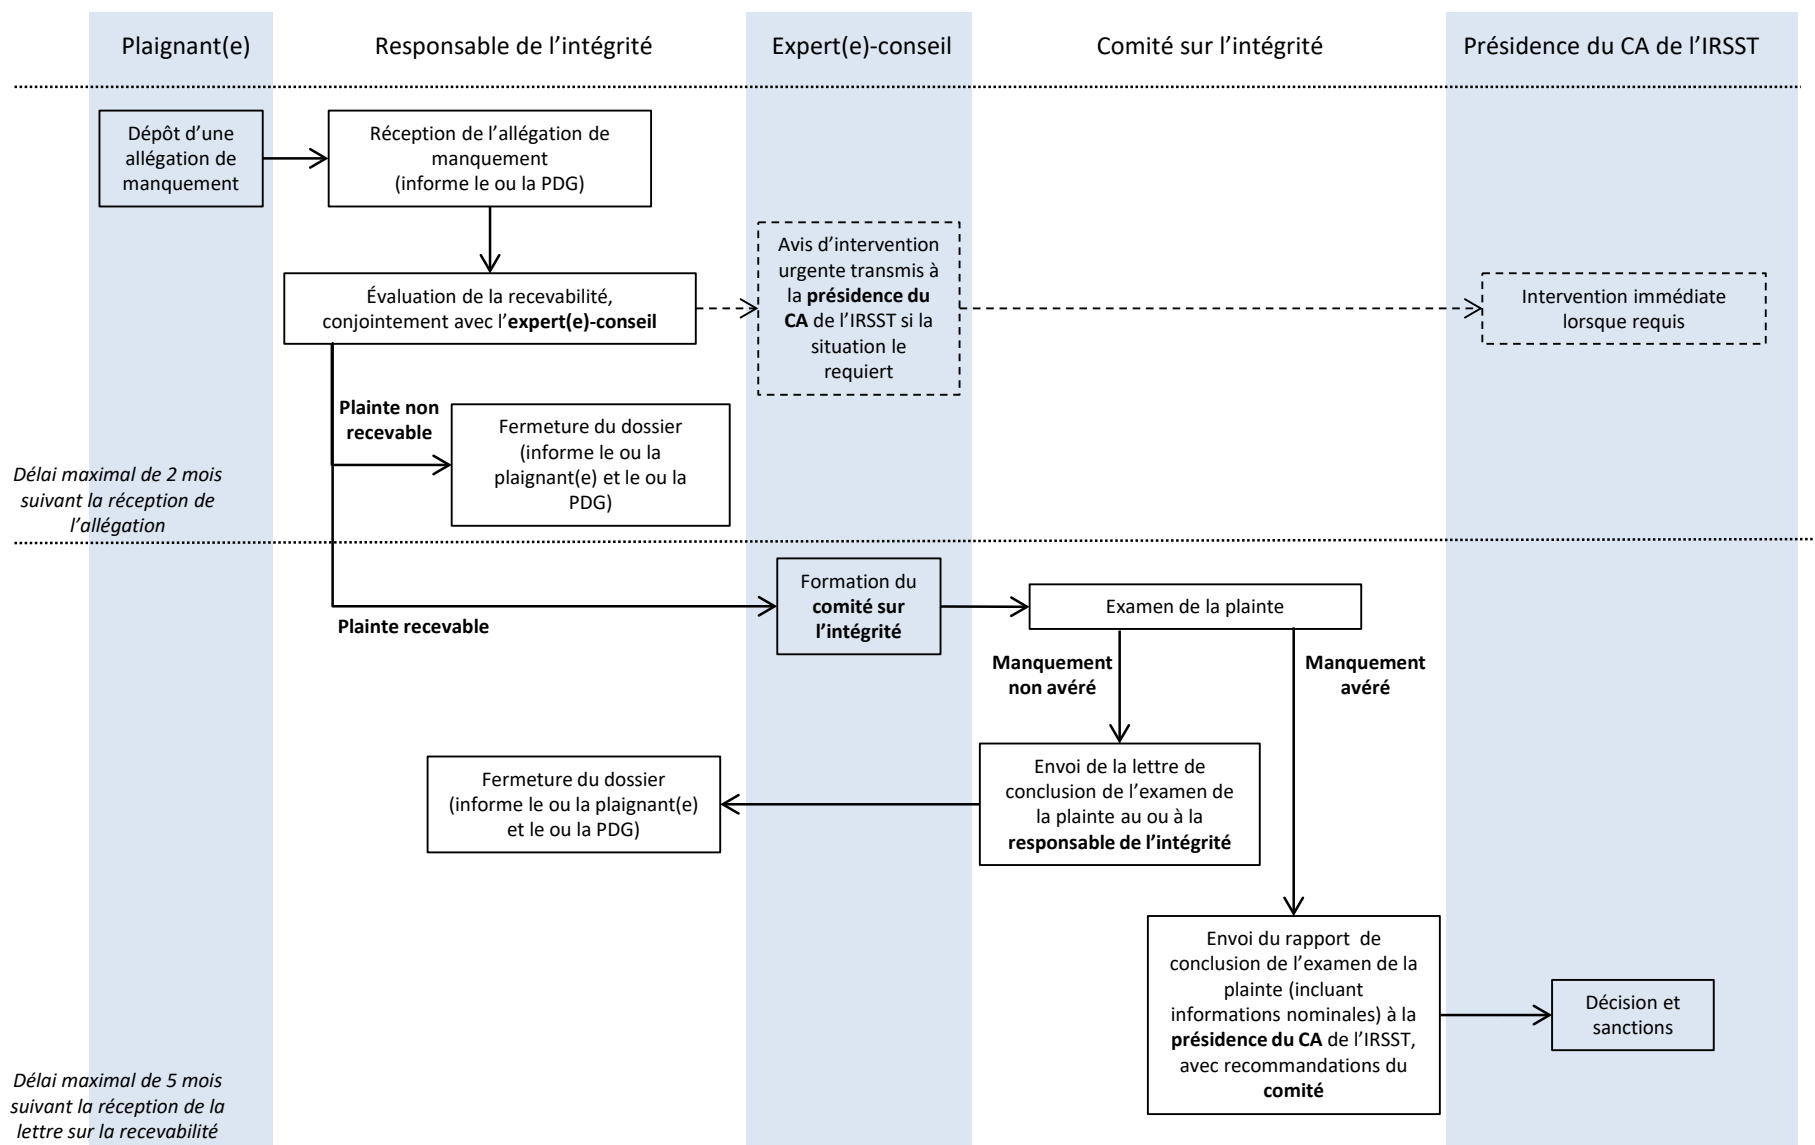 Plaignant(e)
Responsable de l’intégrité
Expert(e)-conseil
Comité sur l’intégrité
Présidence du CA de l’IRSST
Dépôt d’une
allégation de
manquement
Réception de l’allégation de
manquement
(informe le ou la PDG)
Évaluation de la recevabilité,
conjointement avec l’expert(e)-conseil
Avis d’intervention
urgente transmis à
la présidence du
CA de l’IRSST si la
situation le
requiert
Intervention immédiate
lorsque requis
Plainte non
recevable
Fermeture du dossier
(informe le ou la
plaignant(e) et le ou la
PDG)
Délai maximal de 2 mois
suivant la réception de
l’allégation
Plainte recevable
Formation du
comité sur
l’intégrité
Examen de la plainte
Manquement
non avéré
Manquement
avéré
Envoi de la lettre de
conclusion de l’examen de
la plainte au ou à la
responsable de l’intégrité
Fermeture du dossier
(informe le ou la plaignant(e)
et le ou la PDG)
Envoi du rapport de
conclusion de l’examen de la
plainte (incluant
informations nominales) à la
présidence du CA de l’IRSST,
avec recommandations du
comité
Décision et
sanctions
Délai maximal de 5 mois
suivant la réception de la
lettre sur la recevabilité